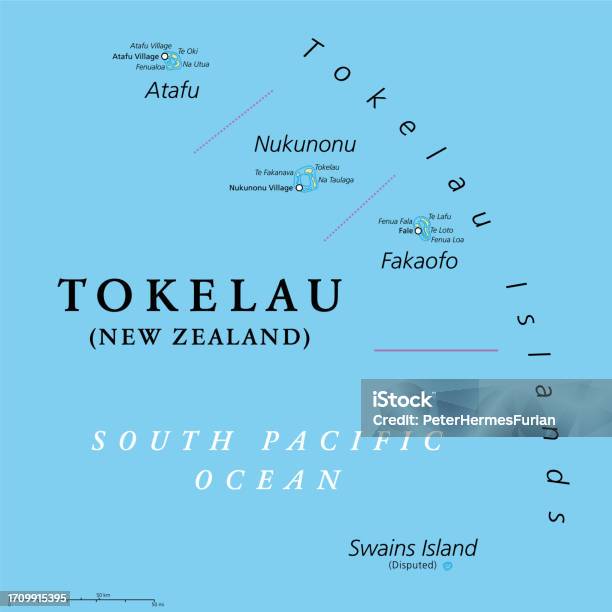 Atafu Village
Te Oki
Atafu Village
Fenualoa
Na Utua
Atafu
Tokelau Islands
Nukunonu
Te Fakanava
Tokelau
Na Taulaga
Nukunonu Village
Fenua Fala
Te Lafu
Fale
Te Loto
Fenua Loa
Fakaofo
TOKELAU
(NEW ZEALAND)
iStock
Credit: PeterHermesFurian
SOUTH PACIFIC
OCEAN
Swains Island
(Disputed)
50 km
50 mi
1709915395